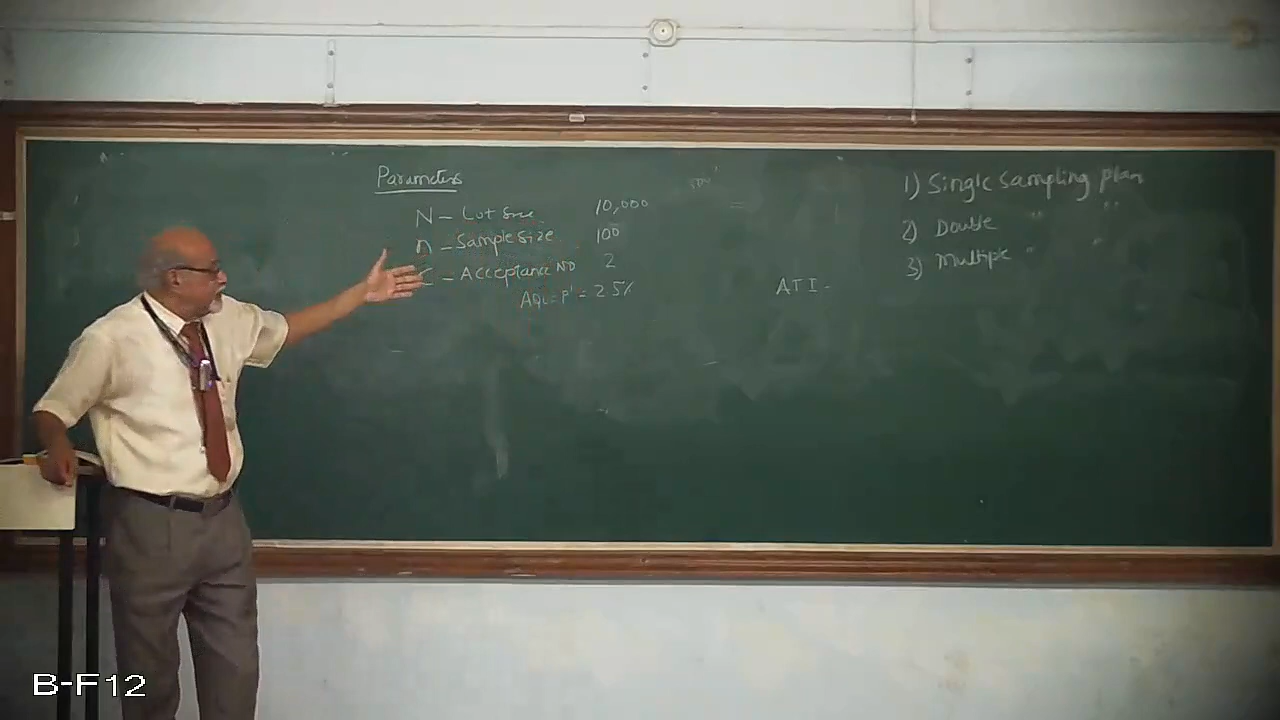 Parameters
N - Lot Size 10,000
n - Sample Size 100
C - Acceptance No 2
AQL = P' = 2.5%
ATI -
1) Single Sampling Plan
2) Double " "
3) Multiple " "
B-F12